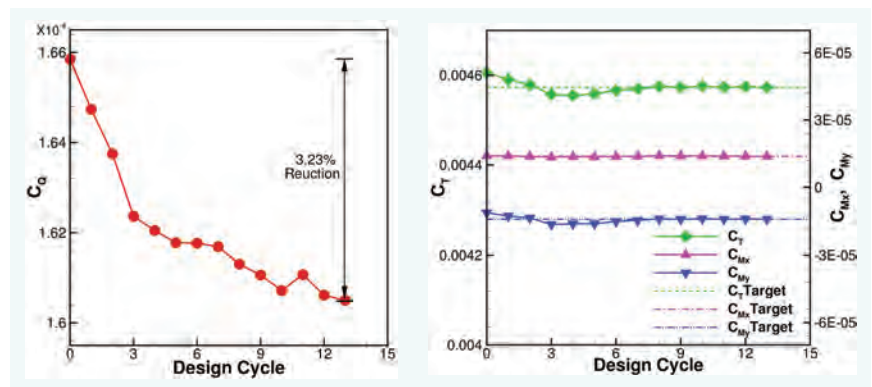 X10⁻⁴
1.66
1.64
1.62
1.6
C_Q
3.23%
Reuction
0 3 6 9 12 15
Design Cycle
0.0046
0.0044
0.0042
0.004
C_T
6E-05
3E-05
0
-3E-05
-6E-05
C_Mx, C_My
C_T
C_Mx
C_My
C_T Target
C_Mx Target
C_My Target
0 3 6 9 12 15
Design Cycle